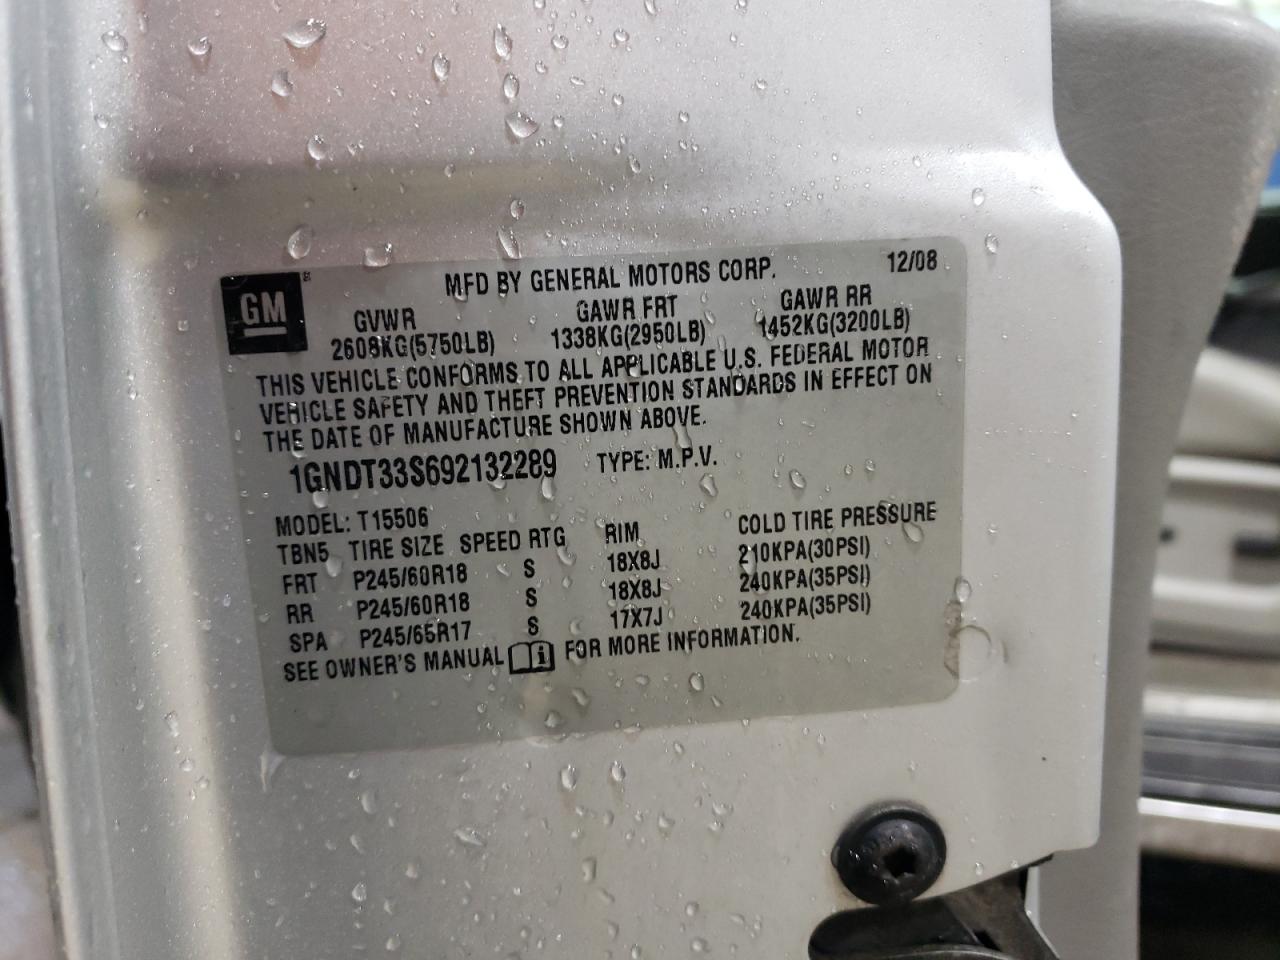 GM ®
MFD BY GENERAL MOTORS CORP. 12/08
GVWR GAWR FRT GAWR RR
2608KG(5750LB) 1338KG(2950LB) 1452KG(3200LB)
THIS VEHICLE CONFORMS TO ALL APPLICABLE U.S. FEDERAL MOTOR
VEHICLE SAFETY AND THEFT PREVENTION STANDARDS IN EFFECT ON
THE DATE OF MANUFACTURE SHOWN ABOVE.
1GNDT33S692132289 TYPE: M.P.V.
MODEL: T15506
TBN5 TIRE SIZE SPEED RTG RIM COLD TIRE PRESSURE
FRT P245/60R18 S 18X8J 210KPA(30PSI)
RR P245/60R18 S 18X8J 240KPA(35PSI)
SPA P245/65R17 S 17X7J 240KPA(35PSI)
SEE OWNER'S MANUAL i FOR MORE INFORMATION.